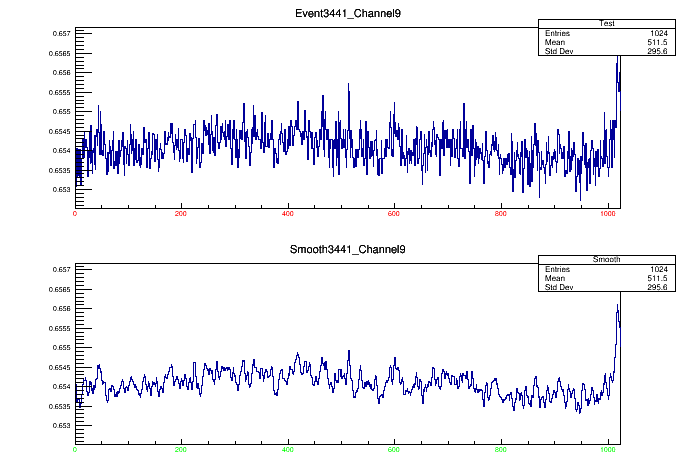 Event3441_Channel9
Test
Entries 1024
Mean 511.5
Std Dev 295.6
0.657
0.6565
0.656
0.6555
0.655
0.6545
0.654
0.6535
0.653
0 200 400 600 800 1000
Smooth3441_Channel9
Smooth
Entries 1024
Mean 511.5
Std Dev 295.6
0.657
0.6565
0.656
0.6555
0.655
0.6545
0.654
0.6535
0.653
0 200 400 600 800 1000